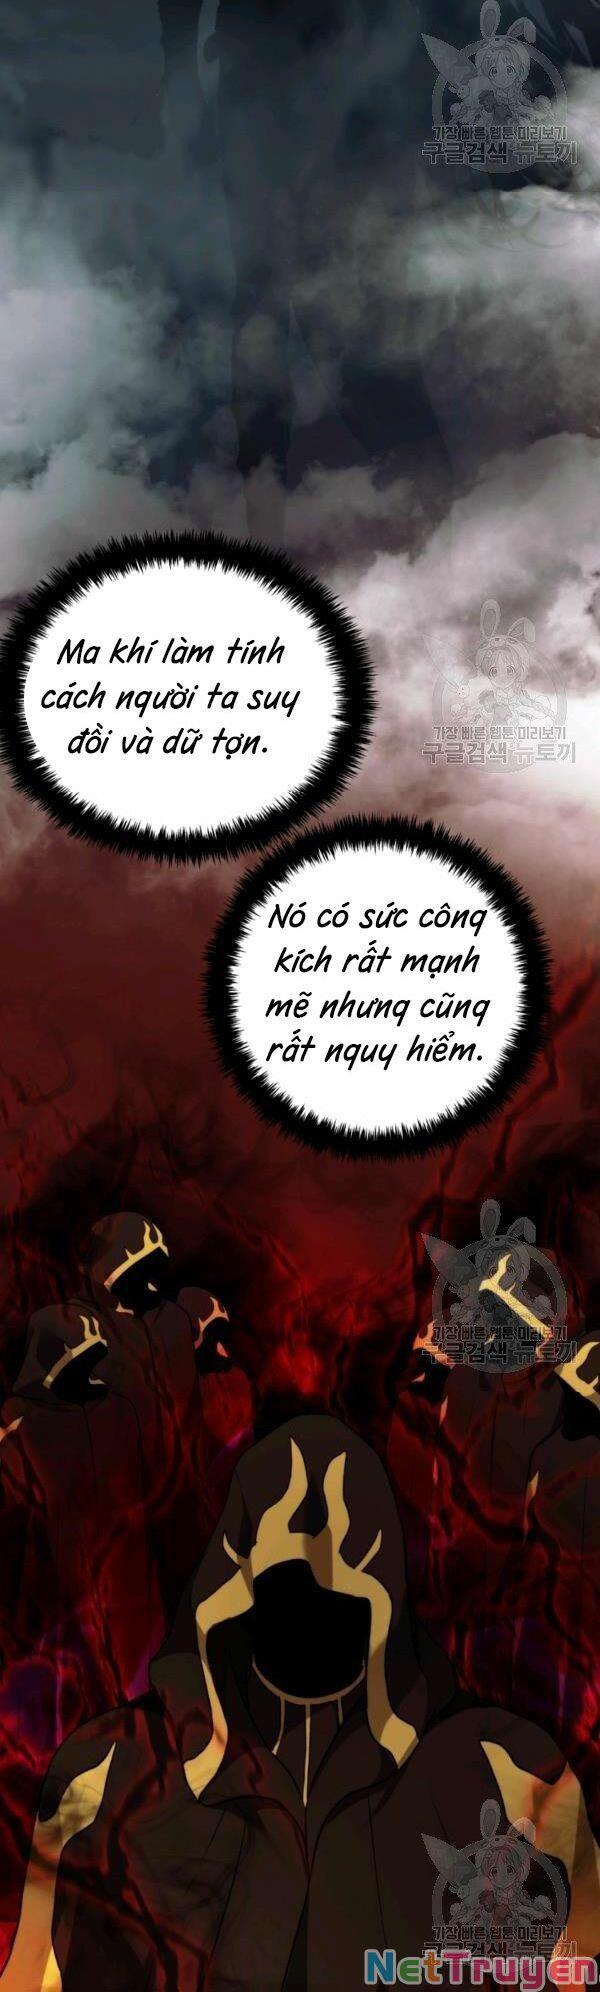 가장 빠른 웹툰 미리보기
구글검색 뉴토끼
Ma khí làm tính
cách người ta suy
đồi và dữ tợn.
가장 빠른 웹툰 미리보기
구글검색 뉴토끼
Nó có sức công
kích rất mạnh
mẽ nhưng cũng
rất nguy hiểm.
가장 빠른 웹툰 미리보기
구글검색 뉴토끼
가장 빠른 웹툰 미리보기
구글검색 뉴토끼
NetTruyen